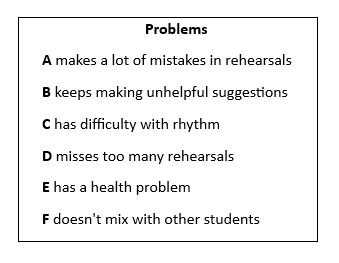 Problems
A makes a lot of mistakes in rehearsals
B keeps making unhelpful suggestions
C has difficulty with rhythm
D misses too many rehearsals
E has a health problem
F doesn't mix with other students